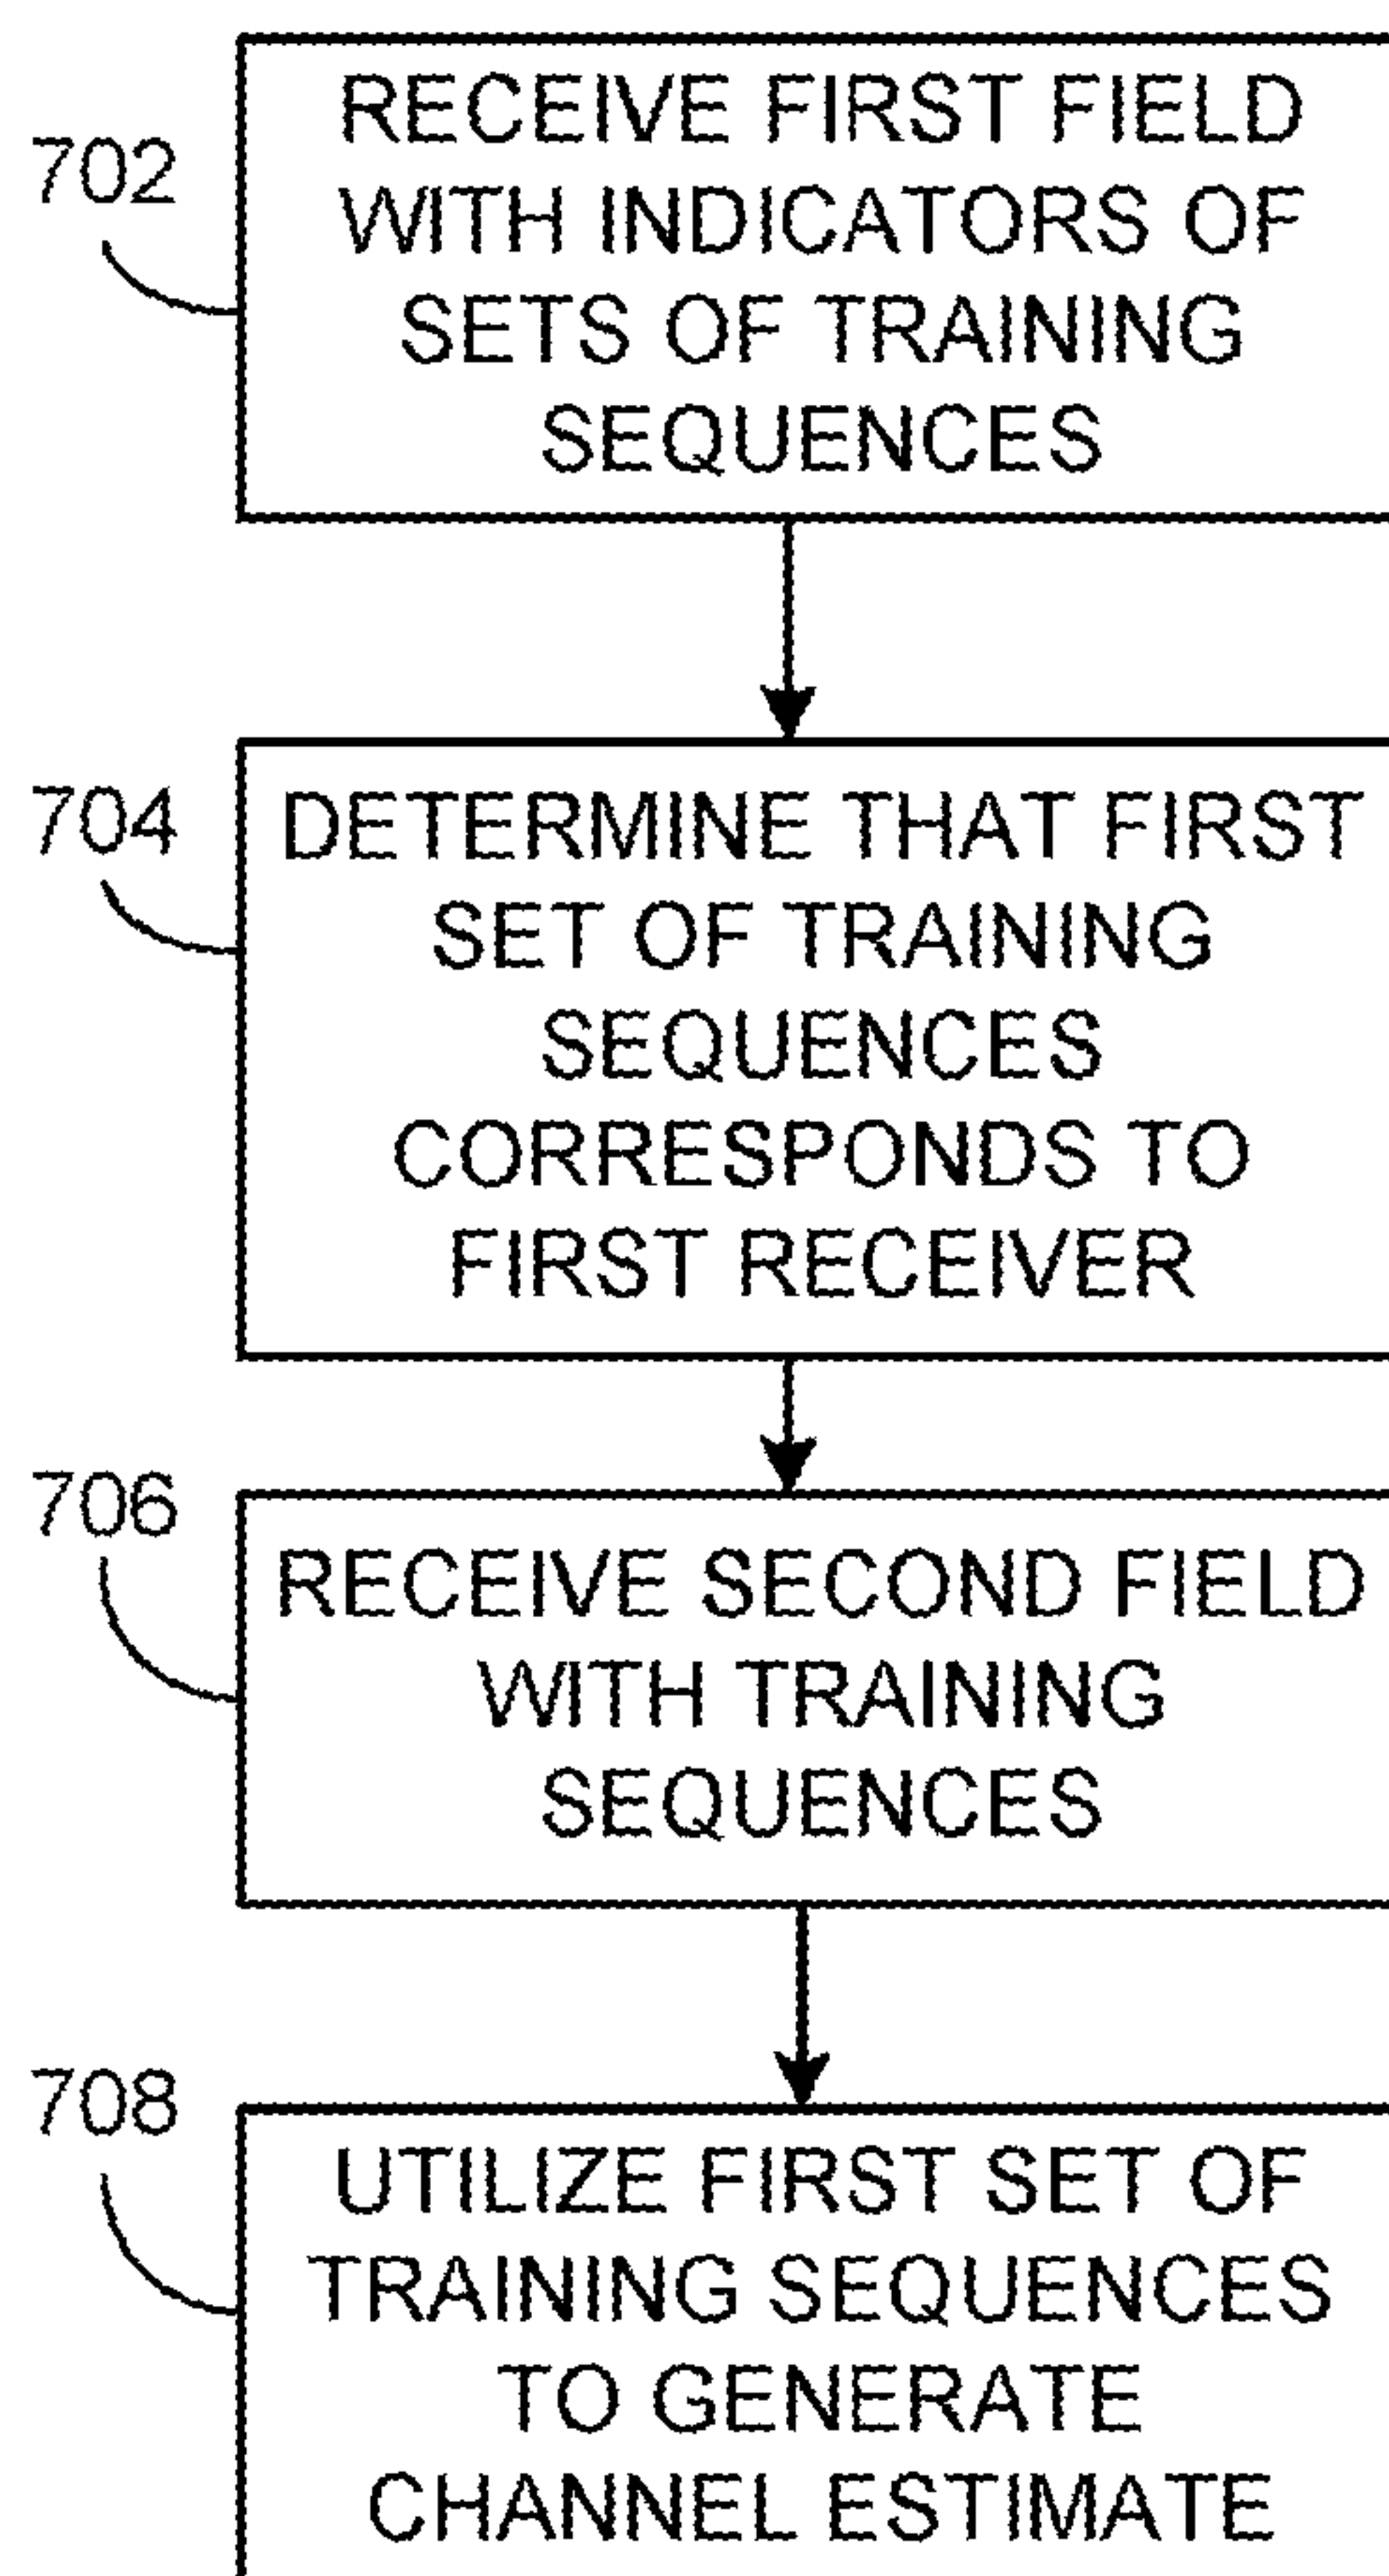 702
RECEIVE FIRST FIELD
WITH INDICATORS OF
SETS OF TRAINING
SEQUENCES
704
DETERMINE THAT FIRST
SET OF TRAINING
SEQUENCES
CORRESPONDS TO
FIRST RECEIVER
706
RECEIVE SECOND FIELD
WITH TRAINING
SEQUENCES
708
UTILIZE FIRST SET OF
TRAINING SEQUENCES
TO GENERATE
CHANNEL ESTIMATE